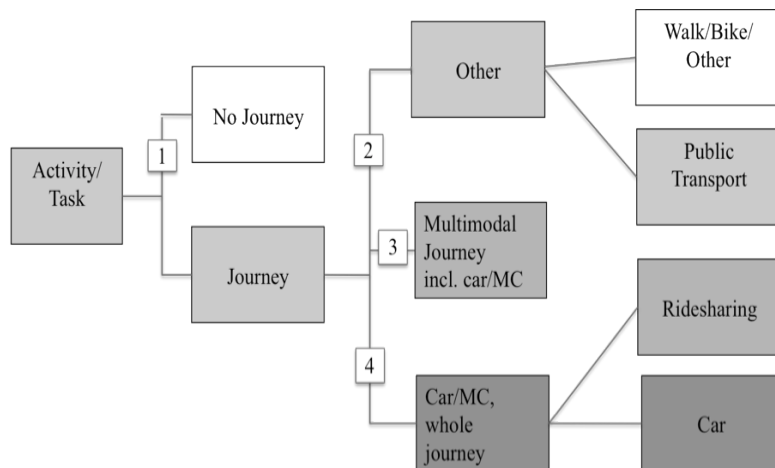 Activity/
Task
1
No Journey
Journey
2
3
4
Other
Multimodal
Journey
incl. car/MC
Car/MC,
whole
journey
Walk/Bike/
Other
Public
Transport
Ridesharing
Car